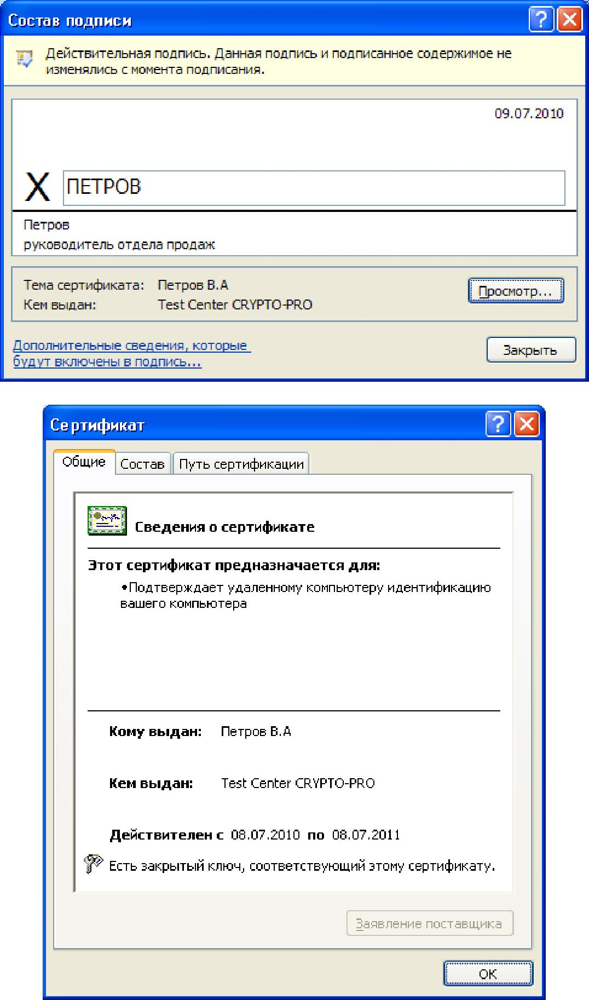 Состав подписи
Действительная подпись. Данная подпись и подписанное содержимое не
изменялись с момента подписания.
09.07.2010
X ПЕТРОВ
Петров
руководитель отдела продаж
Тема сертификата: Петров В.А
Просмотр...
Кем выдан: Test Center CRYPTO-PRO
Дополнительные сведения, которые
будут включены в подпись...
Закрыть
Сертификат
Общие Состав Путь сертификации
Сведения о сертификате
Этот сертификат предназначается для:
•Подтверждает удаленному компьютеру идентификацию
вашего компьютера
Кому выдан: Петров В.А
Кем выдан: Test Center CRYPTO-PRO
Действителен с 08.07.2010 по 08.07.2011
Есть закрытый ключ, соответствующий этому сертификату.
Заявление поставщика
ОК